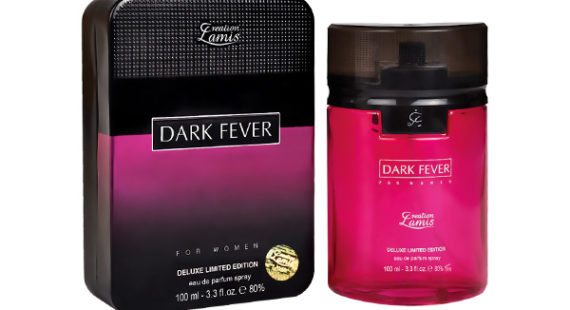 Creation
Lamis
DARK FEVER
FOR WOMEN
DELUXE LIMITED EDITION
eau de parfum spray
100 ml - 3.3 fl.oz. ℮ 80%
DARK FEVER
FOR WOMEN
Creation
Lamis
DELUXE LIMITED EDITION
eau de parfum spray
100 ml - 3.3 fl.oz. ℮ 80%